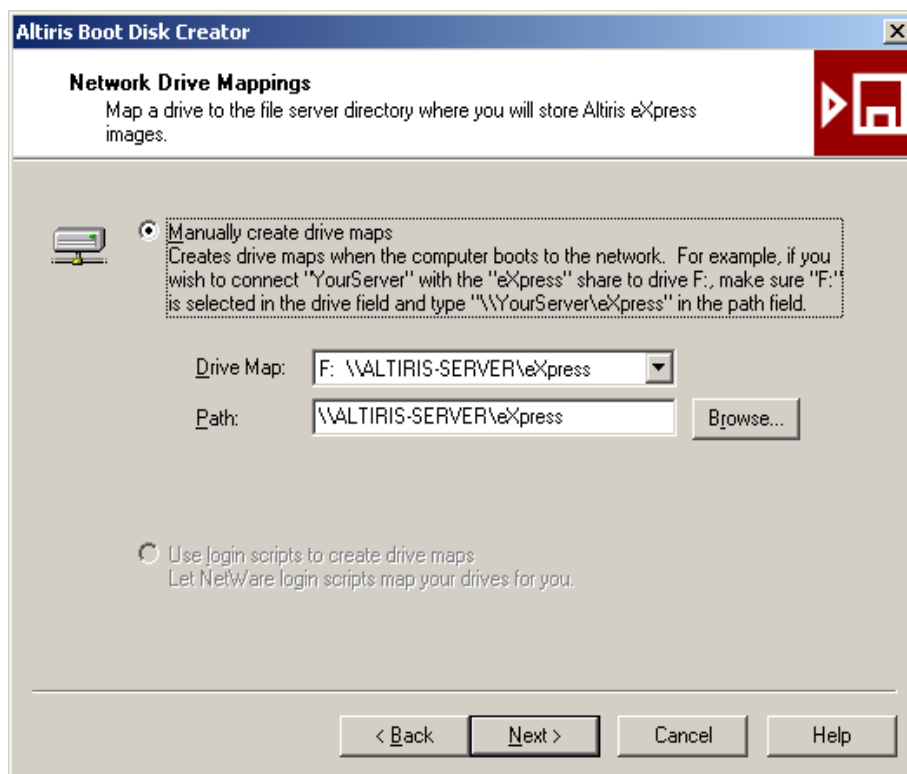 Altiris Boot Disk Creator
Network Drive Mappings
Map a drive to the file server directory where you will store Altiris eXpress
images.
Manually create drive maps
Creates drive maps when the computer boots to the network.  For example, if you
wish to connect "YourServer" with the "eXpress" share to drive F:, make sure "F:"
is selected in the drive field and type "\\YourServer\eXpress" in the path field.
Drive Map: F:  \\ALTIRIS-SERVER\eXpress
Path: \\ALTIRIS-SERVER\eXpress Browse...
Use login scripts to create drive maps
Let NetWare login scripts map your drives for you.
< Back Next > Cancel Help